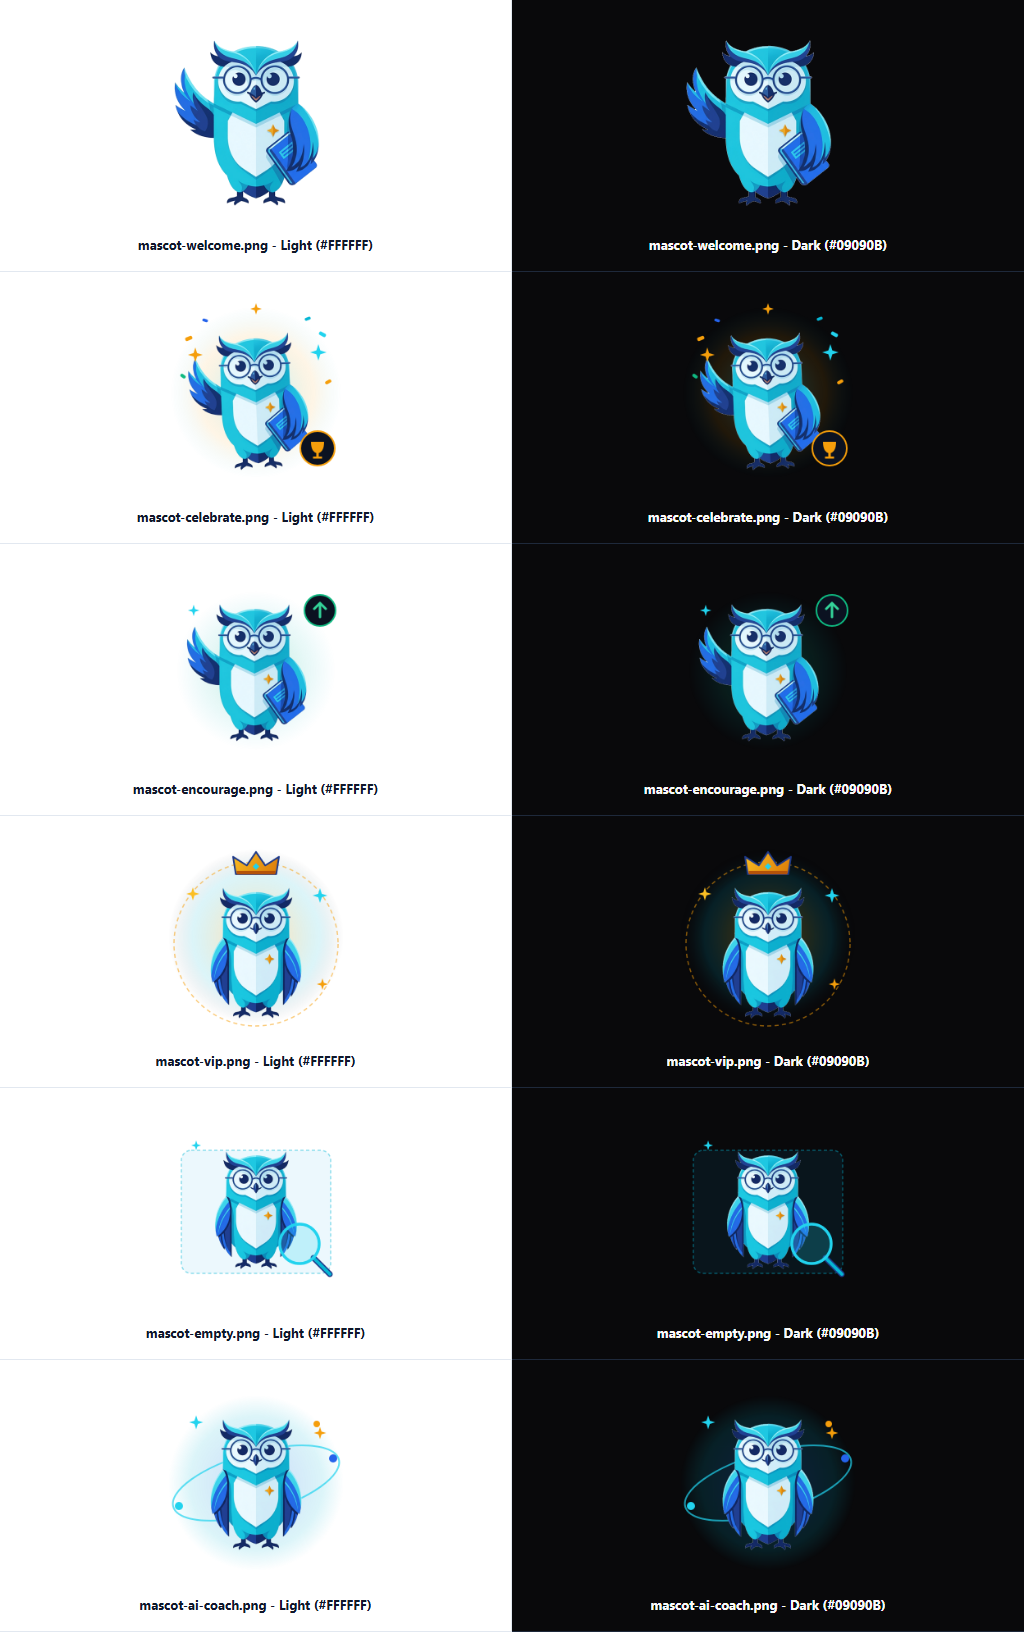 mascot-welcome.png - Light (#FFFFFF)
mascot-welcome.png - Dark (#09090B)
mascot-celebrate.png - Light (#FFFFFF)
mascot-celebrate.png - Dark (#09090B)
mascot-encourage.png - Light (#FFFFFF)
mascot-encourage.png - Dark (#09090B)
mascot-vip.png - Light (#FFFFFF)
mascot-vip.png - Dark (#09090B)
mascot-empty.png - Light (#FFFFFF)
mascot-empty.png - Dark (#09090B)
mascot-ai-coach.png - Light (#FFFFFF)
mascot-ai-coach.png - Dark (#09090B)